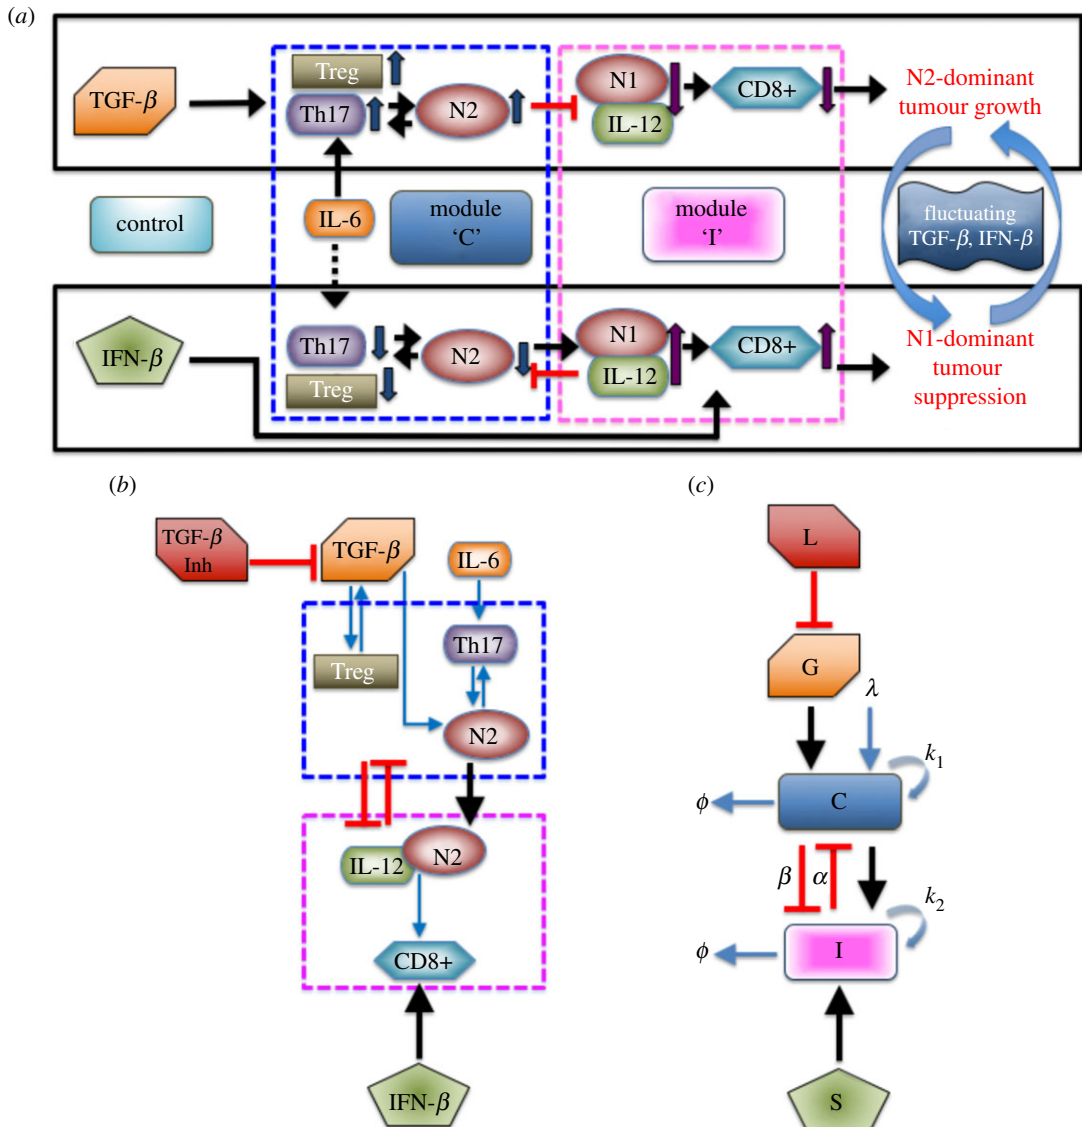 (a)
TGF-β
Treg
Th17
N2
N1
IL-12
CD8+
N2-dominant
tumour growth
control
IL-6
module
‘C’
module
‘I’
fluctuating
TGF-β, IFN-β
IFN-β
Th17
Treg
N2
N1
IL-12
CD8+
N1-dominant
tumour
suppression
(b)
TGF-β
Inh
TGF-β
IL-6
Treg
Th17
N2
IL-12
N2
CD8+
IFN-β
(c)
L
G
λ
k1
ϕ
C
β
α
k2
ϕ
I
S